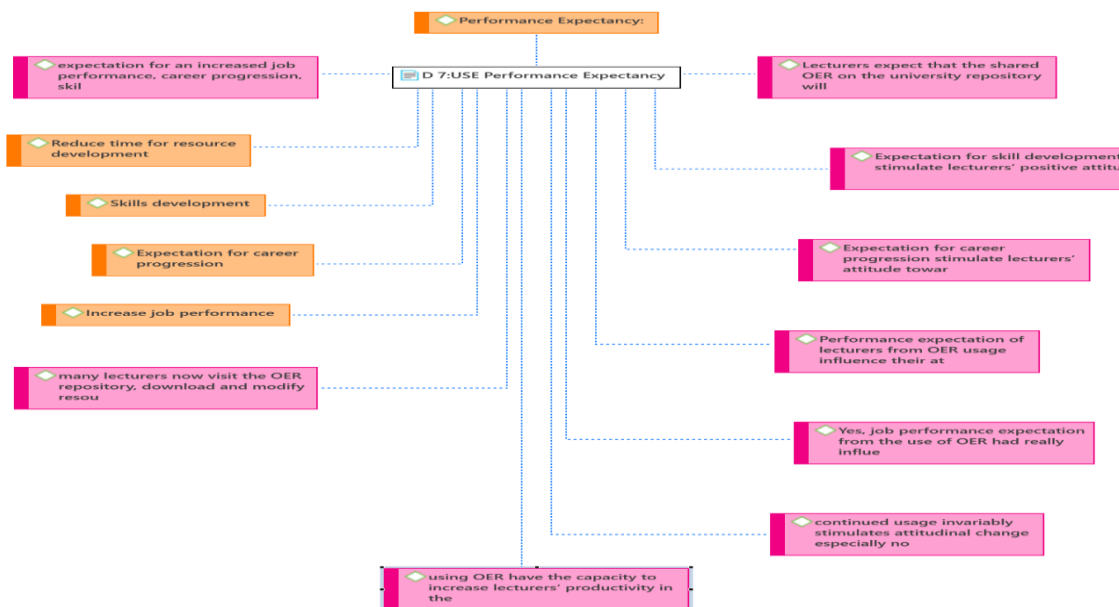 Performance Expectancy:
D 7:USE Performance Expectancy
expectation for an increased job
performance, career progression,
skil
Reduce time for resource
development
Skills development
Expectation for career
progression
Increase job performance
many lecturers now visit the OER
repository, download and modify
resou
using OER have the capacity to
increase lecturers' productivity in
the
Lecturers expect that the shared
OER on the university repository
will
Expectation for skill development
stimulate lecturers' positive attitu
Expectation for career
progression stimulate lecturers'
attitude towar
Performance expectation of
lecturers from OER usage
influence their at
Yes, job performance expectation
from the use of OER had really
influe
continued usage invariably
stimulates attitudinal change
especially no